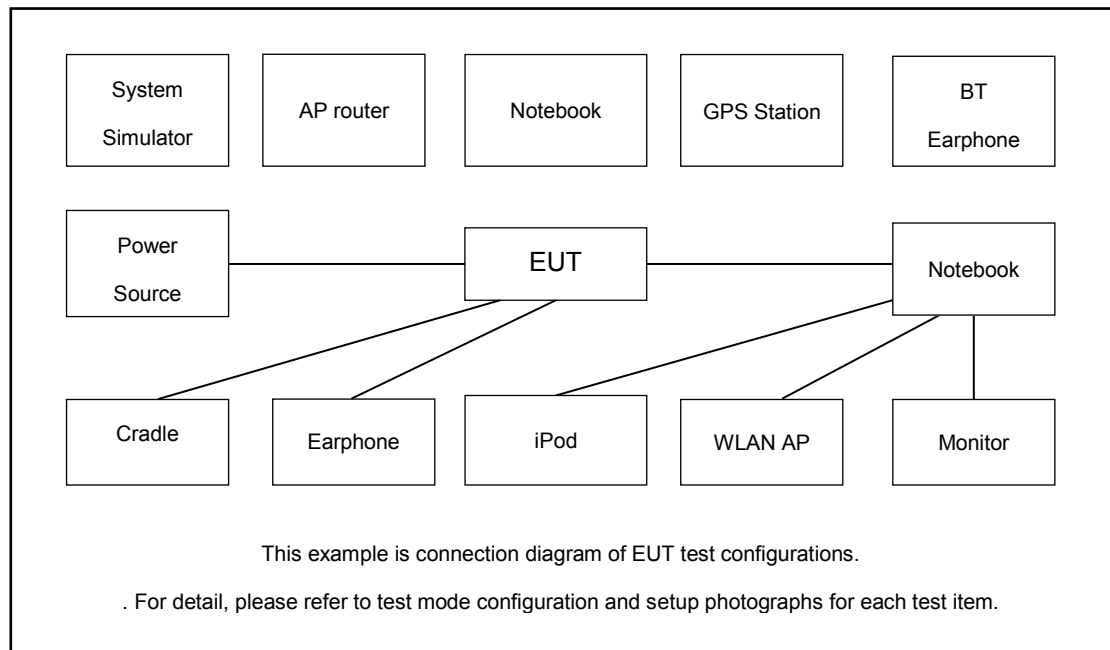 System
Simulator
AP router
Notebook
GPS Station
BT
Earphone
Power
Source
EUT
Notebook
Cradle
Earphone
iPod
WLAN AP
Monitor
This example is connection diagram of EUT test configurations.
. For detail, please refer to test mode configuration and setup photographs for each test item.